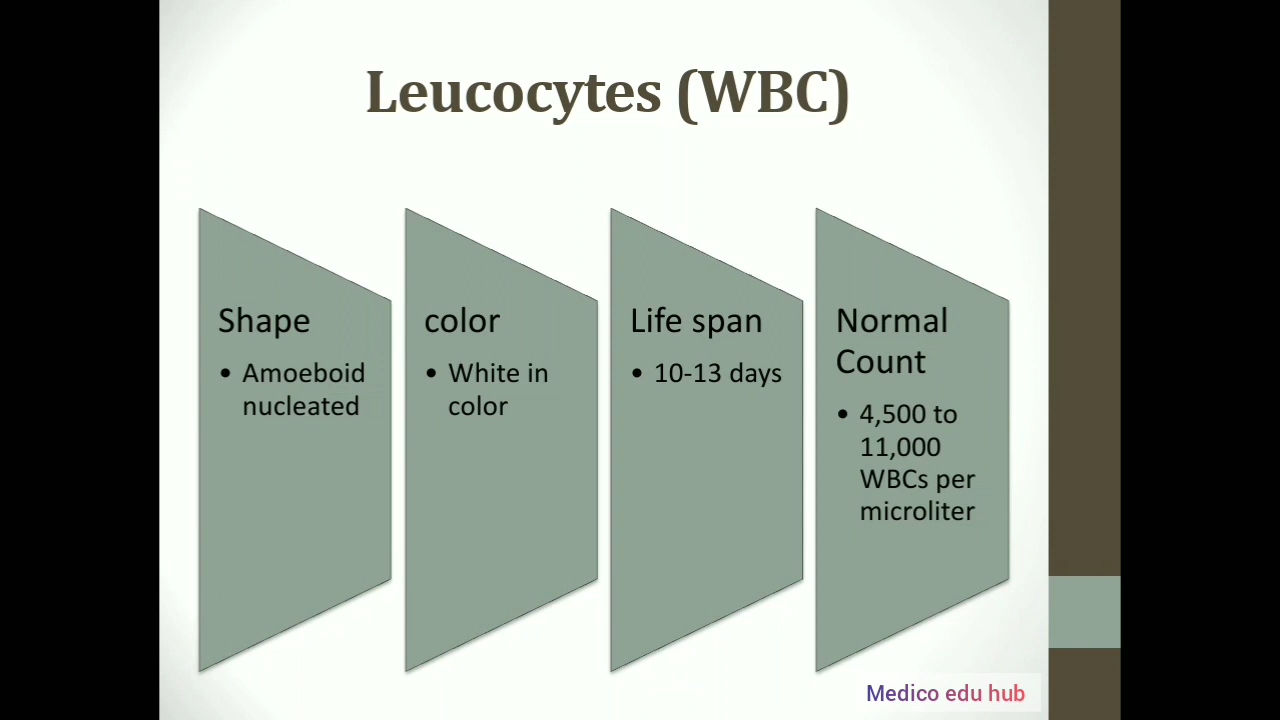 Leucocytes (WBC)
Shape
• Amoeboid
nucleated
color
• White in
color
Life span
• 10-13 days
Normal
Count
• 4,500 to
11,000
WBCs per
microliter
Medico edu hub